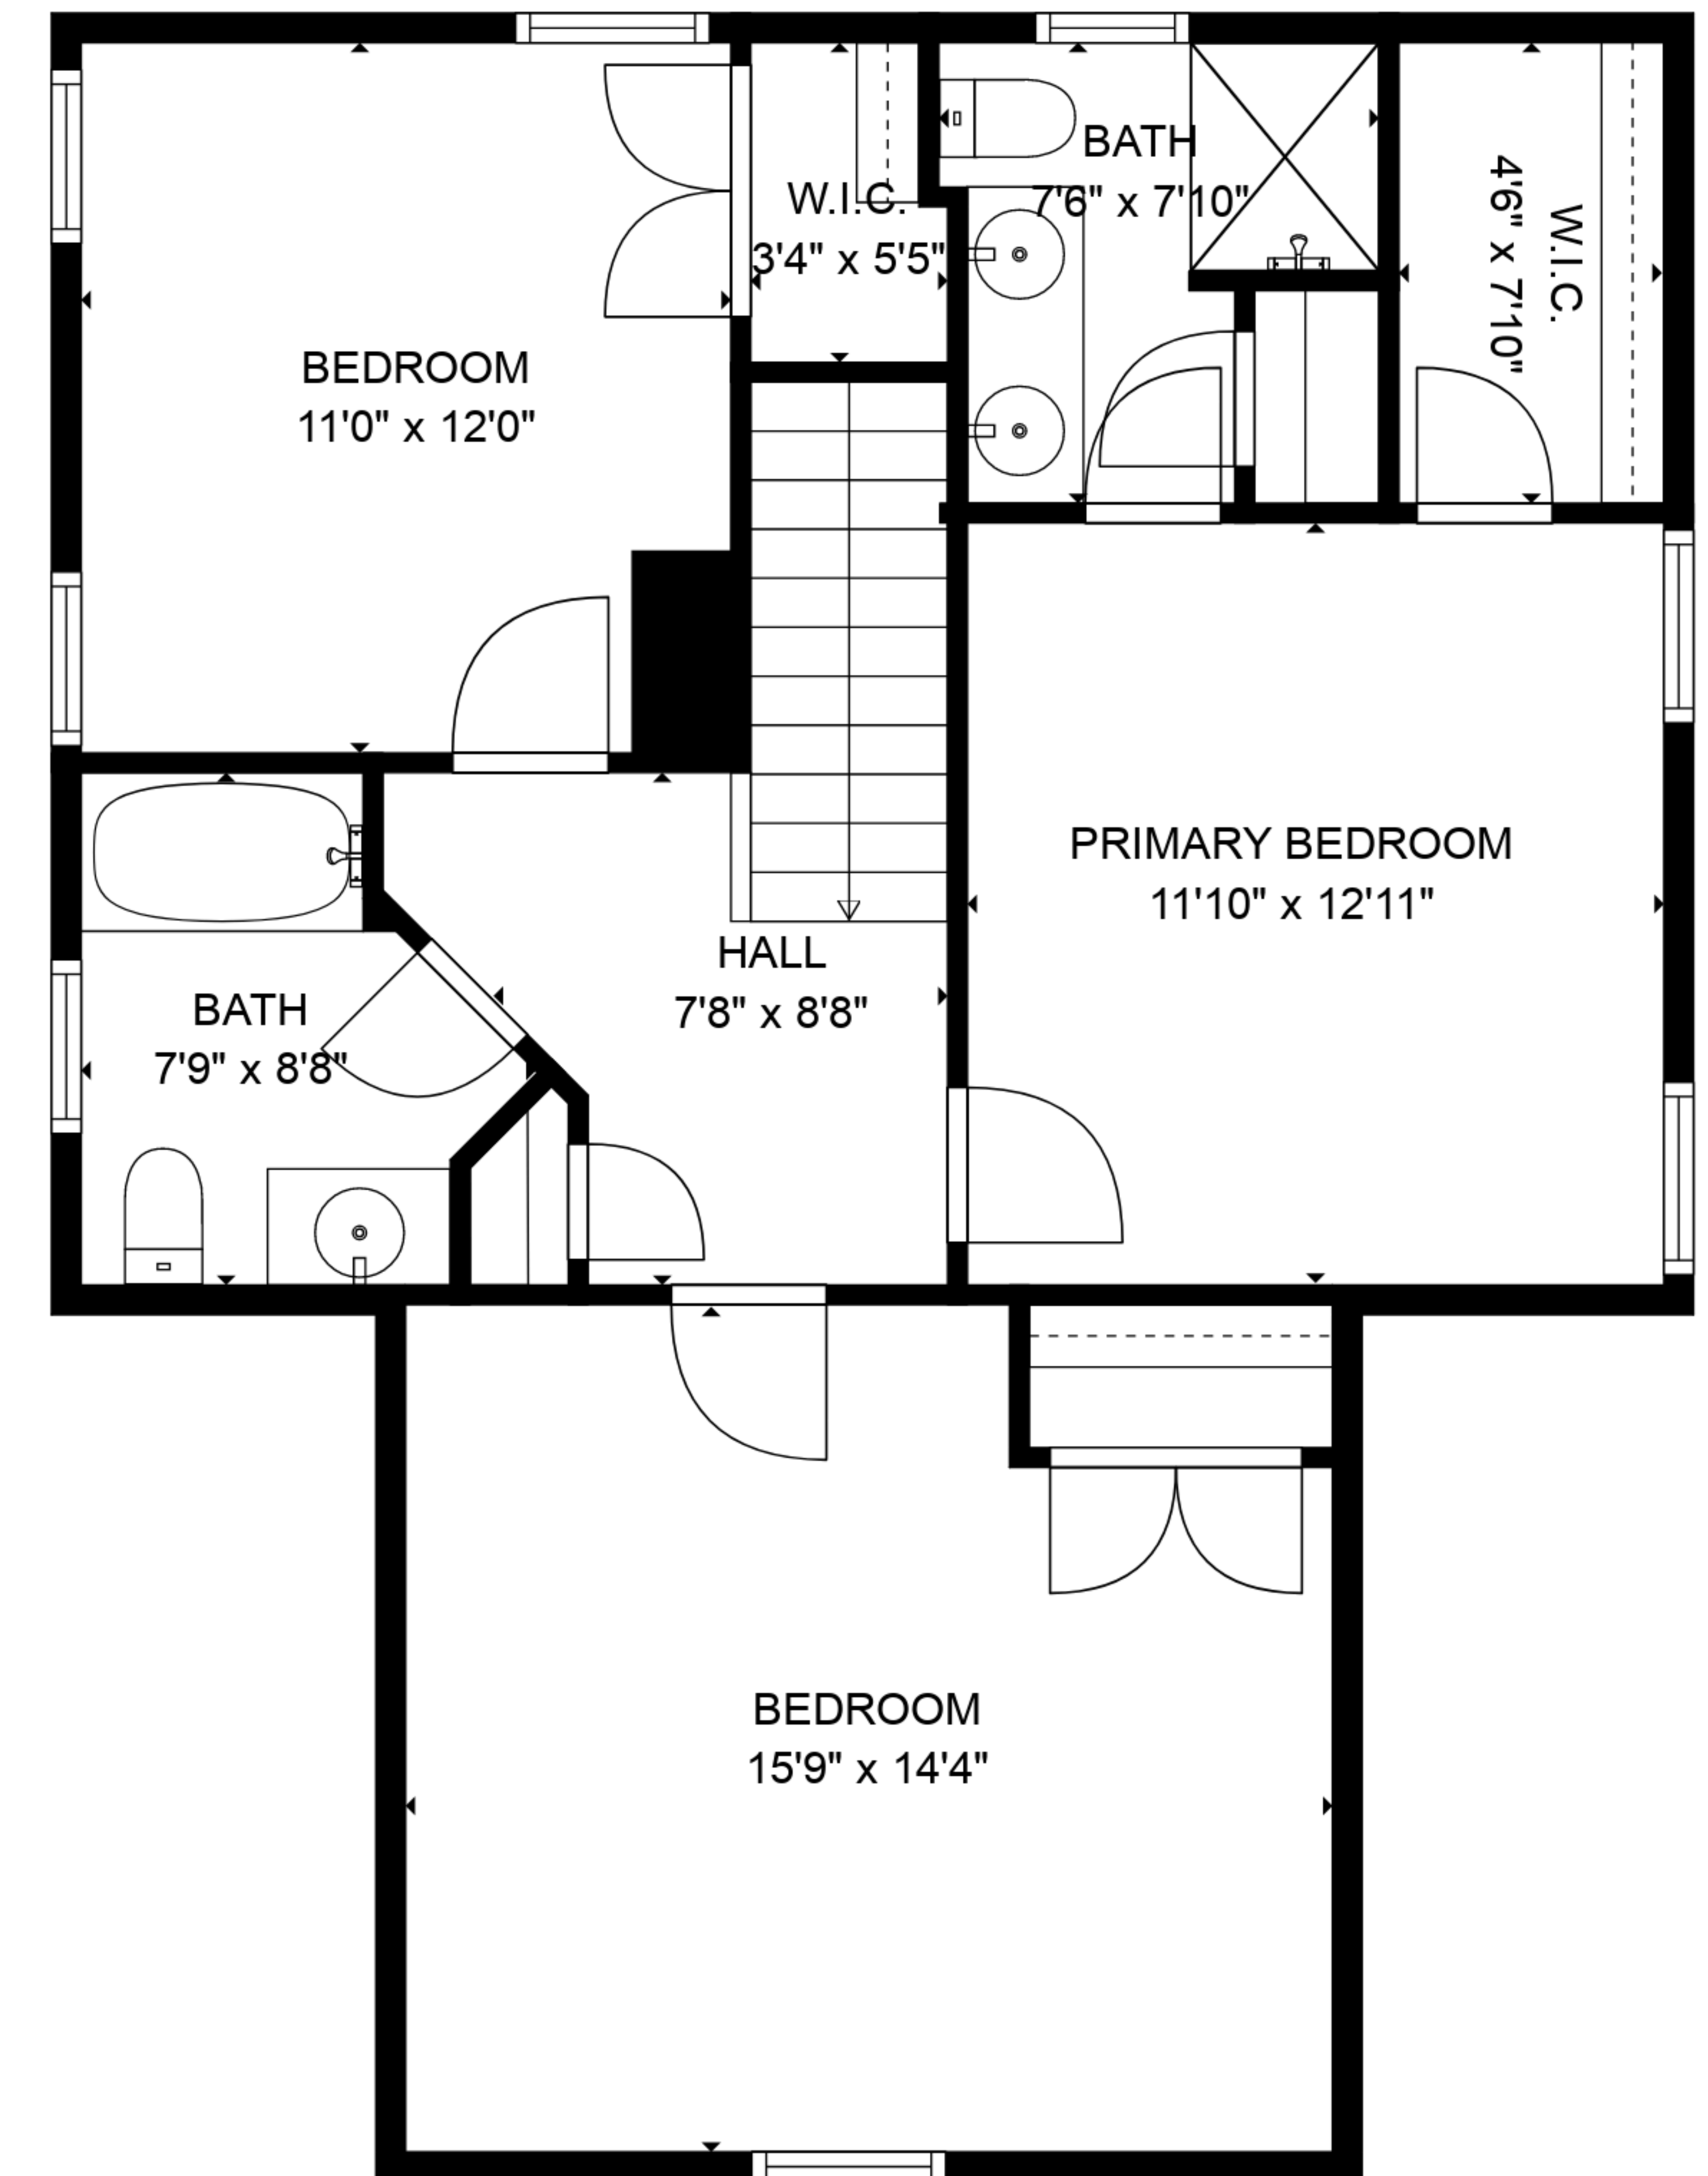 BATH
7'6" x 7'10"
W.I.C.
3'4" x 5'5"
W.I.C.
4'6" x 7'10"
BEDROOM
11'0" x 12'0"
PRIMARY BEDROOM
11'10" x 12'11"
HALL
7'8" x 8'8"
BATH
7'9" x 8'8"
BEDROOM
15'9" x 14'4"